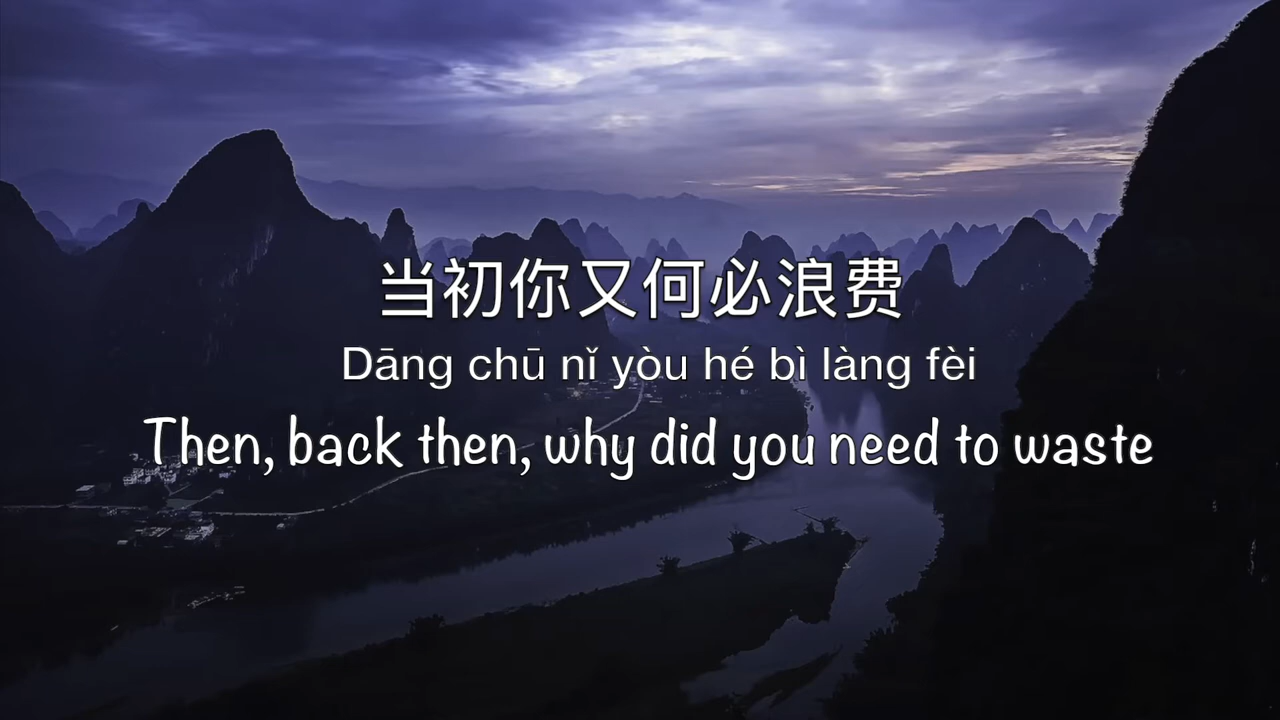 当初你又何必浪费
Dāng chū nǐ yòu hé bì làng fèi
Then, back then, why did you need to waste